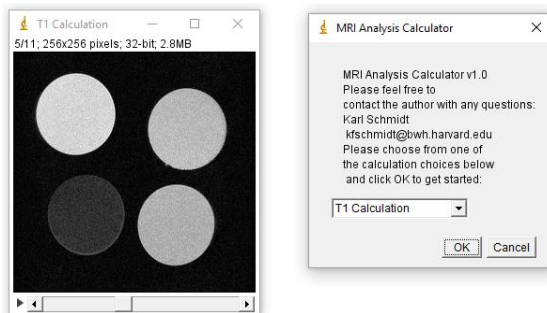 T1 Calculation
5/11; 256x256 pixels; 32-bit; 2.8MB
MRI Analysis Calculator
MRI Analysis Calculator v1.0
Please feel free to
contact the author with any questions:
Karl Schmidt
kfschmidt@bwh.harvard.edu
Please choose from one of
the calculation choices below
and click OK to get started:
T1 Calculation
OK
Cancel